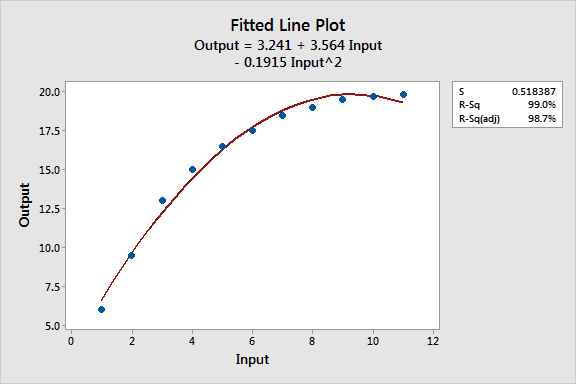 Fitted Line Plot
Output = 3.241 + 3.564 Input
- 0.1915 Input^2
S 0.518387
R-Sq 99.0%
R-Sq(adj) 98.7%
20.0
17.5
15.0
12.5
10.0
7.5
5.0
Output
0 2 4 6 8 10 12
Input